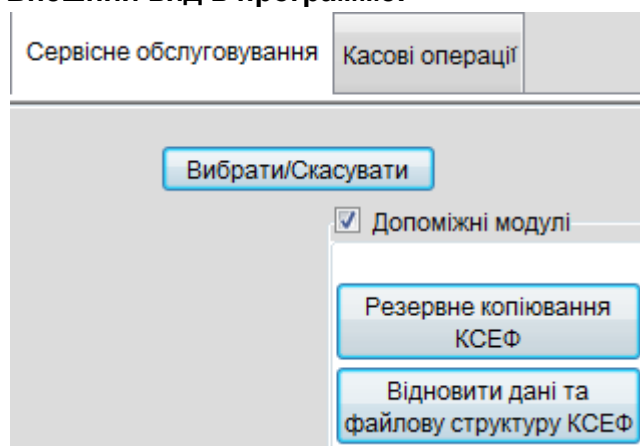 Сервісне обслуговування
Касові операції
Вибрати/Скасувати
Допоміжні модулі
Резервне копіювання
КСЕФ
Відновити дані та
файлову структуру КСЕФ